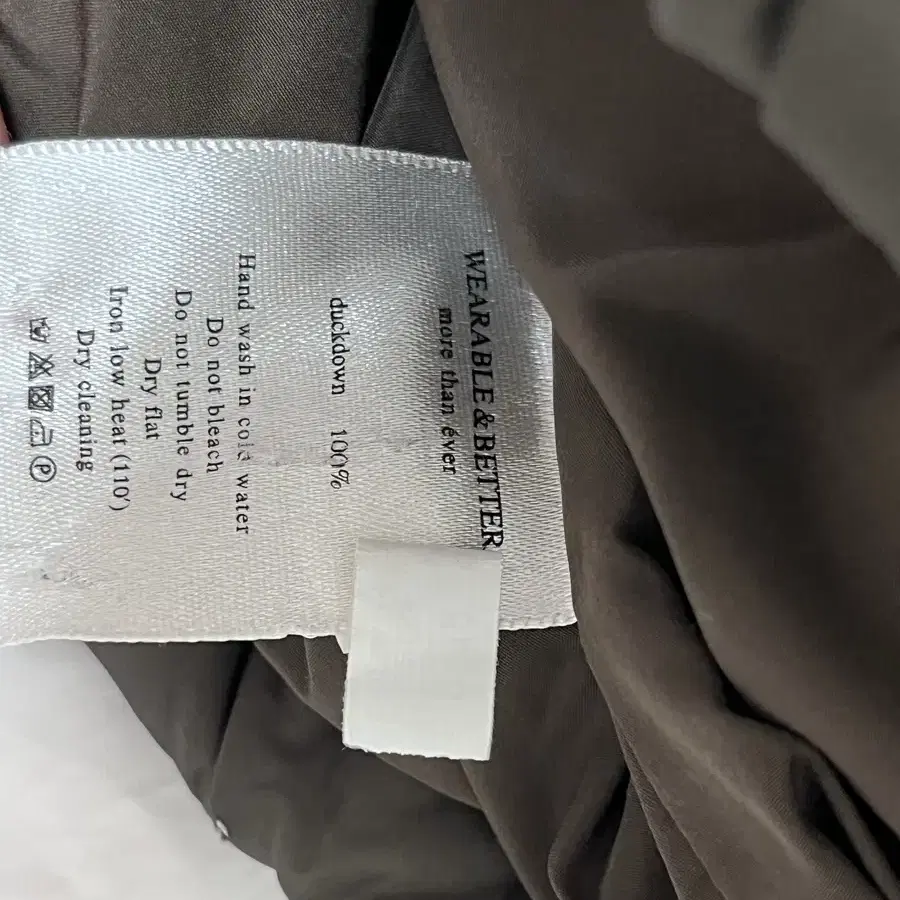 WEARABLE & BETTER
more than éver
duckdown 100%
Hand wash in cold water
Do not bleach
Do not tumble dry
Dry flat
Iron low heat (110')
Dry cleaning
P